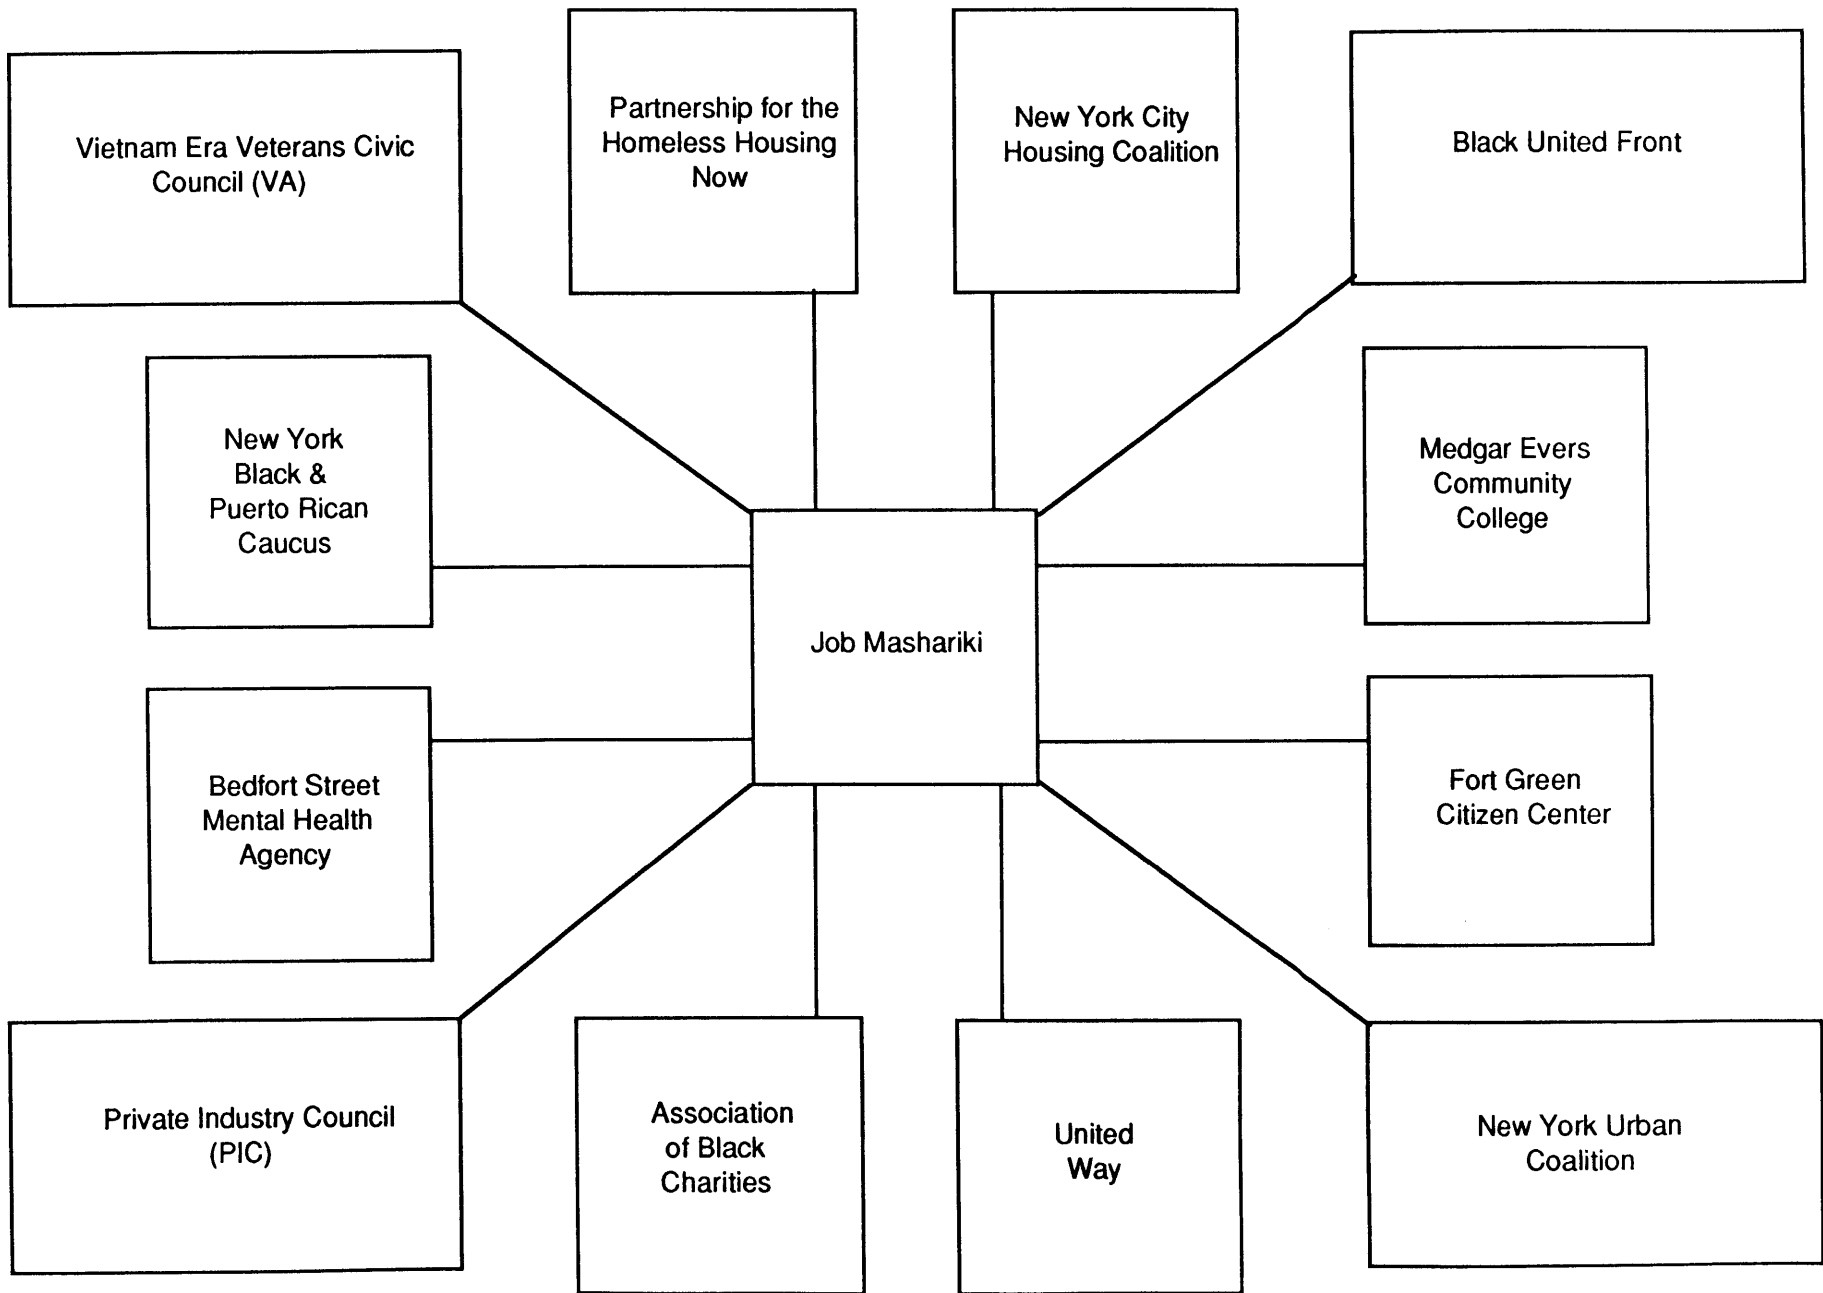 Vietnam Era Veterans Civic
Council (VA)
Partnership for the
Homeless Housing
Now
New York City
Housing Coalition
Black United Front
New York
Black &
Puerto Rican
Caucus
Medgar Evers
Community
College
Job Mashariki
Bedfort Street
Mental Health
Agency
Fort Green
Citizen Center
Private Industry Council
(PIC)
Association
of Black
Charities
United
Way
New York Urban
Coalition